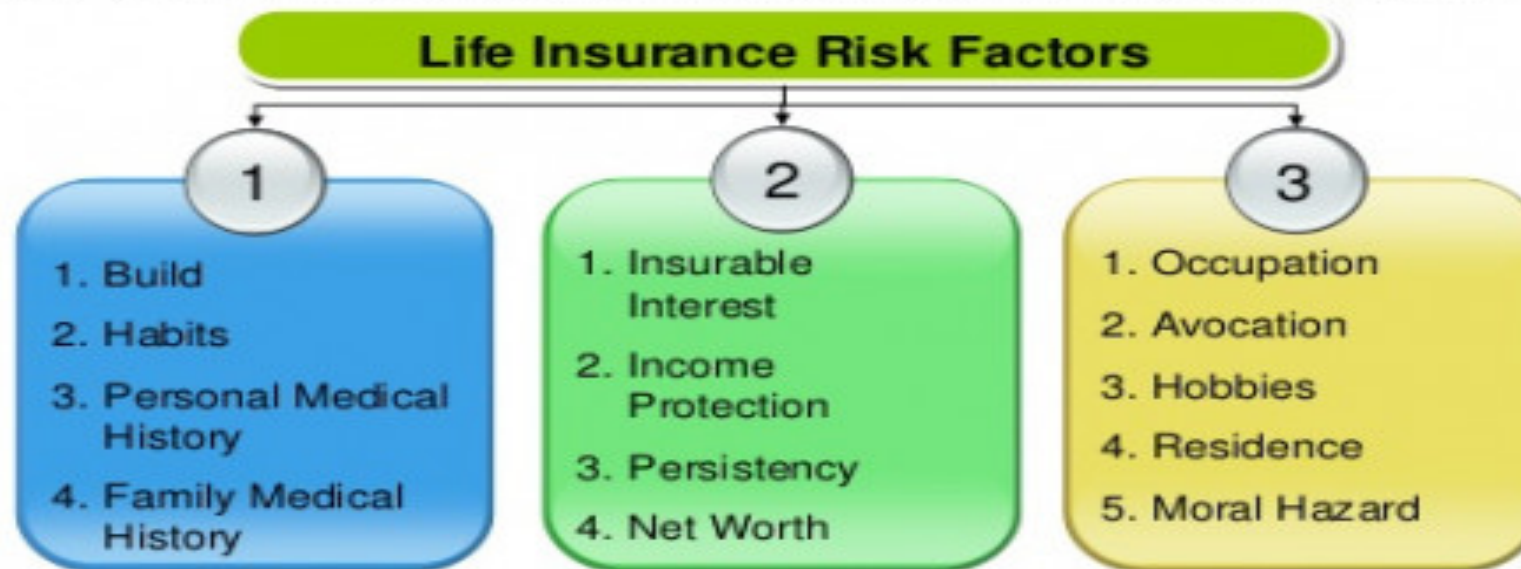 Life Insurance Risk Factors
1
1. Build
2. Habits
3. Personal Medical
History
4. Family Medical
History
2
1. Insurable
Interest
2. Income
Protection
3. Persistency
4. Net Worth
3
1. Occupation
2. Avocation
3. Hobbies
4. Residence
5. Moral Hazard